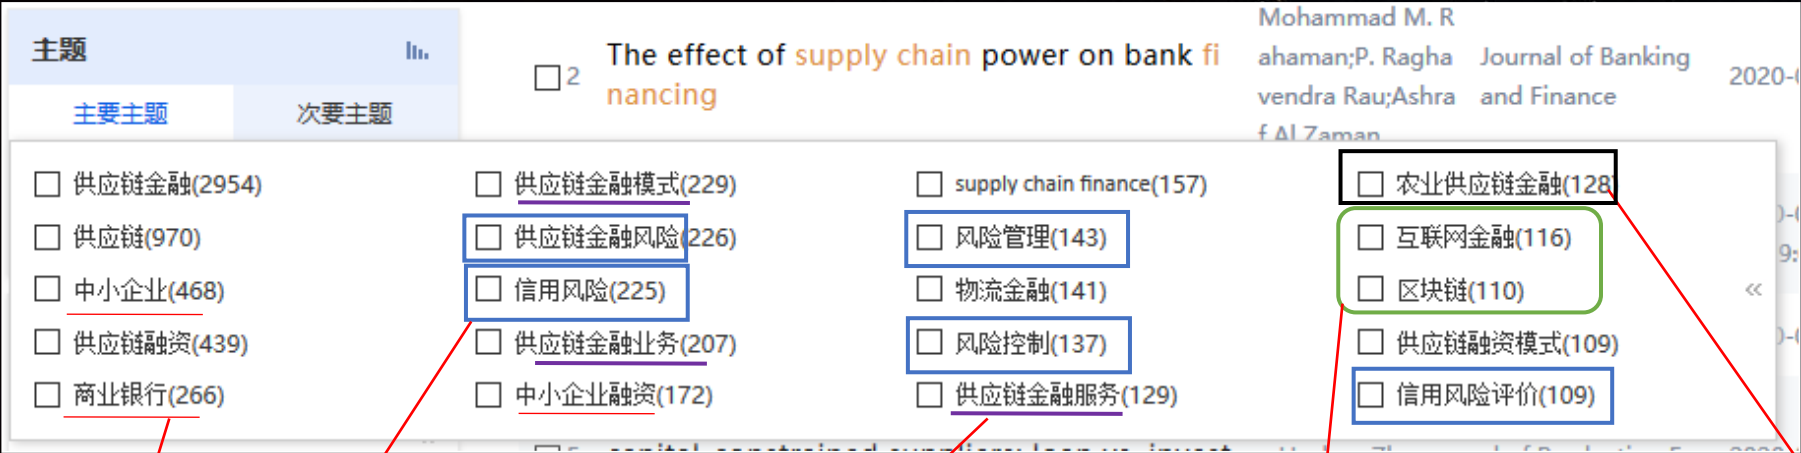 主题
主要主题
次要主题
2
The effect of supply chain power on bank fi
nancing
Mohammad M. R
ahaman;P. Ragha
vendra Rau;Ashra
f Al Zaman
Journal of Banking
and Finance
2020-
供应链金融(2954)
供应链(970)
中小企业(468)
供应链融资(439)
商业银行(266)
供应链金融模式(229)
供应链金融风险(226)
信用风险(225)
供应链金融业务(207)
中小企业融资(172)
supply chain finance(157)
风险管理(143)
物流金融(141)
风险控制(137)
供应链金融服务(129)
农业供应链金融(128)
互联网金融(116)
区块链(110)
供应链融资模式(109)
信用风险评价(109)
9:
«